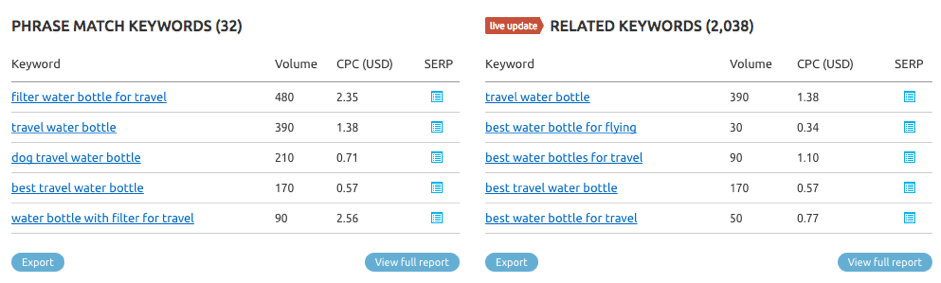 PHRASE MATCH KEYWORDS (32)
Keyword Volume CPC (USD) SERP
filter water bottle for travel 480 2.35
travel water bottle 390 1.38
dog travel water bottle 210 0.71
best travel water bottle 170 0.57
water bottle with filter for travel 90 2.56
Export View full report
live update RELATED KEYWORDS (2,038)
Keyword Volume CPC (USD) SERP
travel water bottle 390 1.38
best water bottle for flying 30 0.34
best water bottles for travel 90 1.10
best travel water bottle 170 0.57
best water bottle for travel 50 0.77
Export View full report